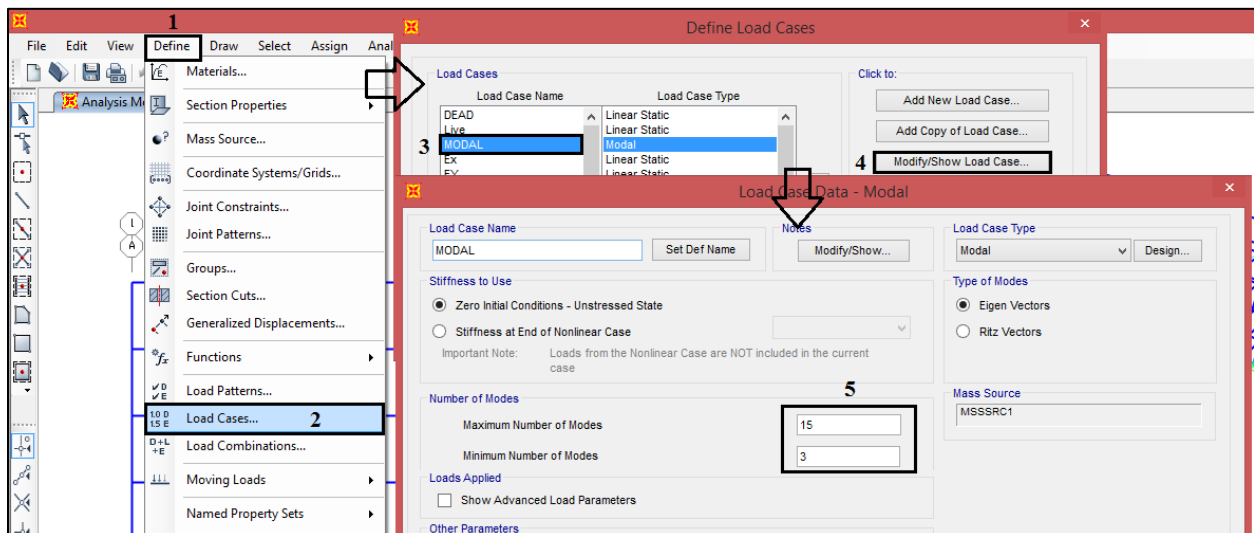 1
File Edit View Define Draw Select Assign Anal
Materials...
Analysis M
Section Properties
Mass Source...
Coordinate Systems/Grids...
Joint Constraints...
Joint Patterns...
1
A
Groups...
Section Cuts...
Generalized Displacements...
Functions
Load Patterns...
Load Cases... 2
Load Combinations...
Moving Loads
Named Property Sets
Define Load Cases
Load Cases
Click to:
Load Case Name Load Case Type
DEAD Linear Static
Live Linear Static
3 MODAL Modal
Ex Linear Static
EY Linear Static
Add New Load Case...
Add Copy of Load Case...
4 Modify/Show Load Case...
Load Case Data - Modal
Load Case Name
MODAL Set Def Name
Notes
Modify/Show...
Load Case Type
Modal Design...
Stiffness to Use
Zero Initial Conditions - Unstressed State
Stiffness at End of Nonlinear Case
Important Note: Loads from the Nonlinear Case are NOT included in the current
case
Type of Modes
Eigen Vectors
Ritz Vectors
Number of Modes
5
Maximum Number of Modes 15
Minimum Number of Modes 3
Mass Source
MSSSRC1
Loads Applied
Show Advanced Load Parameters
Other Parameters